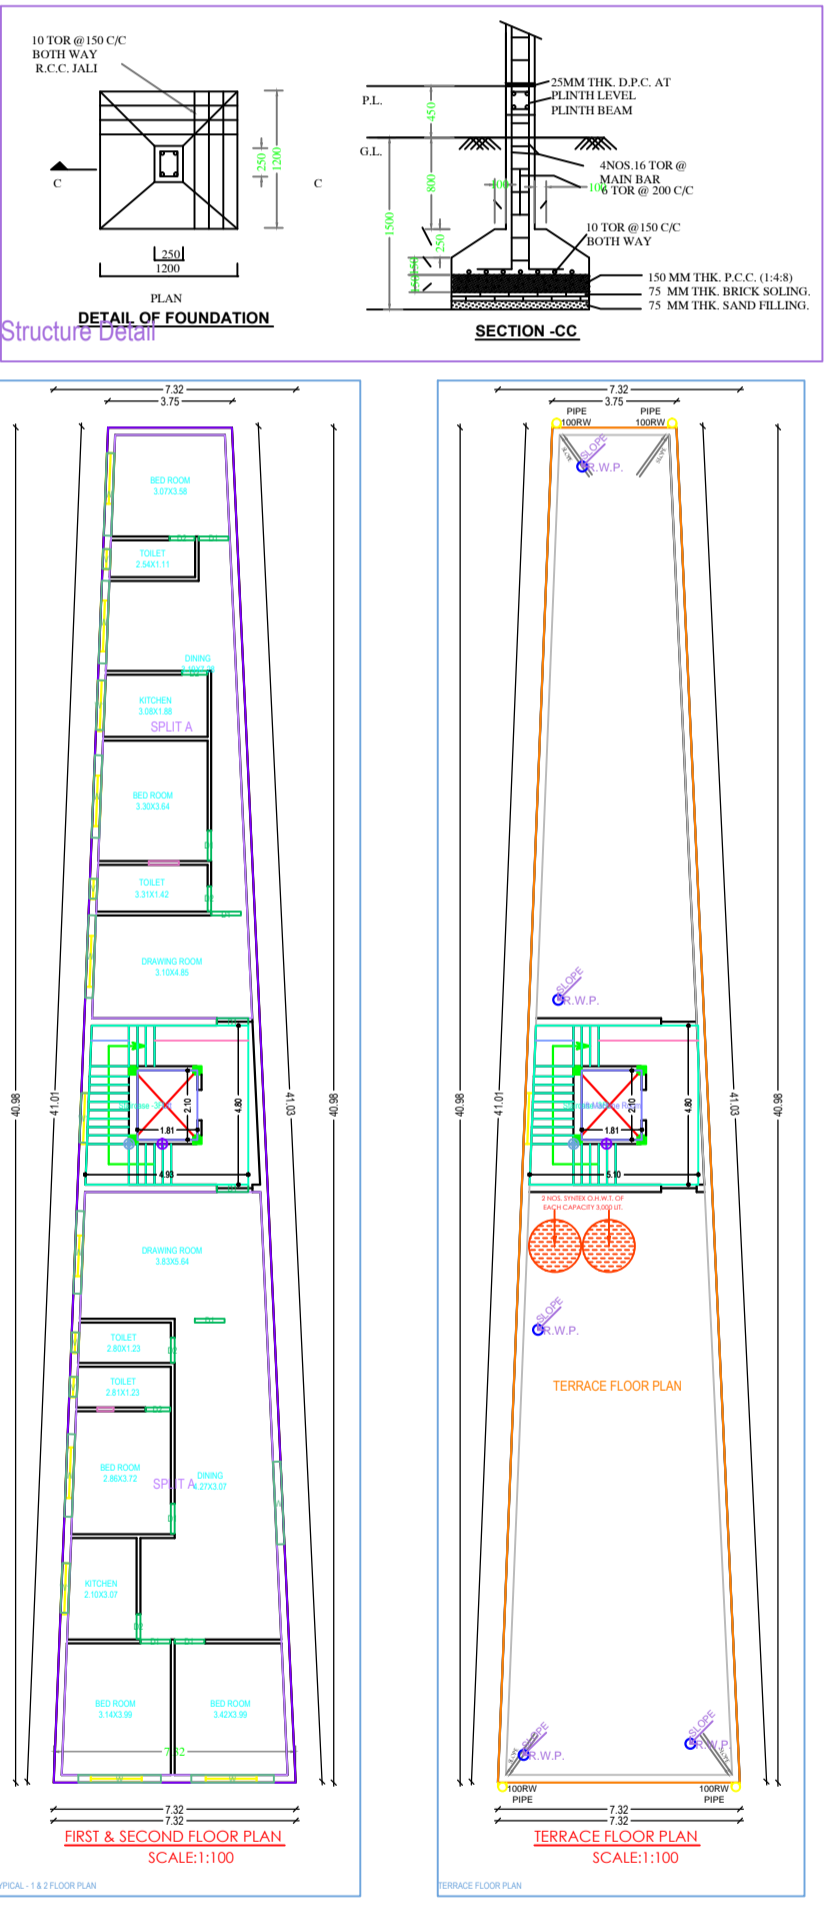 10 TOR @150 C/C
BOTH WAY
R.C.C. JALI
C
C
250
1200
250
1200
PLAN
DETAIL OF FOUNDATION
Structure Detail
P.L.
G.L.
450
800
1500
250
100
100
25MM THK. D.P.C. AT
PLINTH LEVEL
PLINTH BEAM
4NOS.16 TOR @
MAIN BAR
6 TOR @ 200 C/C
10 TOR @150 C/C
BOTH WAY
150 MM THK. P.C.C. (1:4:8)
75 MM THK. BRICK SOLING.
75 MM THK. SAND FILLING.
SECTION -CC
7.32
3.75
BED ROOM
3.07X3.58
TOILET
2.54X1.11
DINING
KITCHEN
3.06X1.88
SPLIT A
BED ROOM
3.30X3.64
TOILET
3.31X1.42
DRAWING ROOM
3.16X4.85
40.98
41.01
41.03
40.98
2.10
4.80
1.81
4.93
DRAWING ROOM
3.83X5.64
TOILET
2.89X1.23
TOILET
2.81X1.23
BED ROOM
2.86X3.72
SPLIT A
DINING
4.27X3.07
KITCHEN
2.10X3.07
BED ROOM
3.14X3.99
BED ROOM
3.42X3.99
7.32
7.32
7.32
FIRST & SECOND FLOOR PLAN
SCALE:1:100
YPICAL - 1 & 2 FLOOR PLAN
7.32
3.75
PIPE
100RW
PIPE
100RW
SLOPE
R.W.P.
SLOPE
R.W.P.
40.98
41.01
41.03
40.98
2.10
4.80
1.81
5.10
2 NOS. SYNTEX O.H.W.T. OF
EACH CAPACITY 3,000 LIT.
SLOPE
R.W.P.
TERRACE FLOOR PLAN
SLOPE
R.W.P.
SLOPE
R.W.P.
100RW
PIPE
100RW
PIPE
7.32
7.32
TERRACE FLOOR PLAN
SCALE:1:100
TERRACE FLOOR PLAN